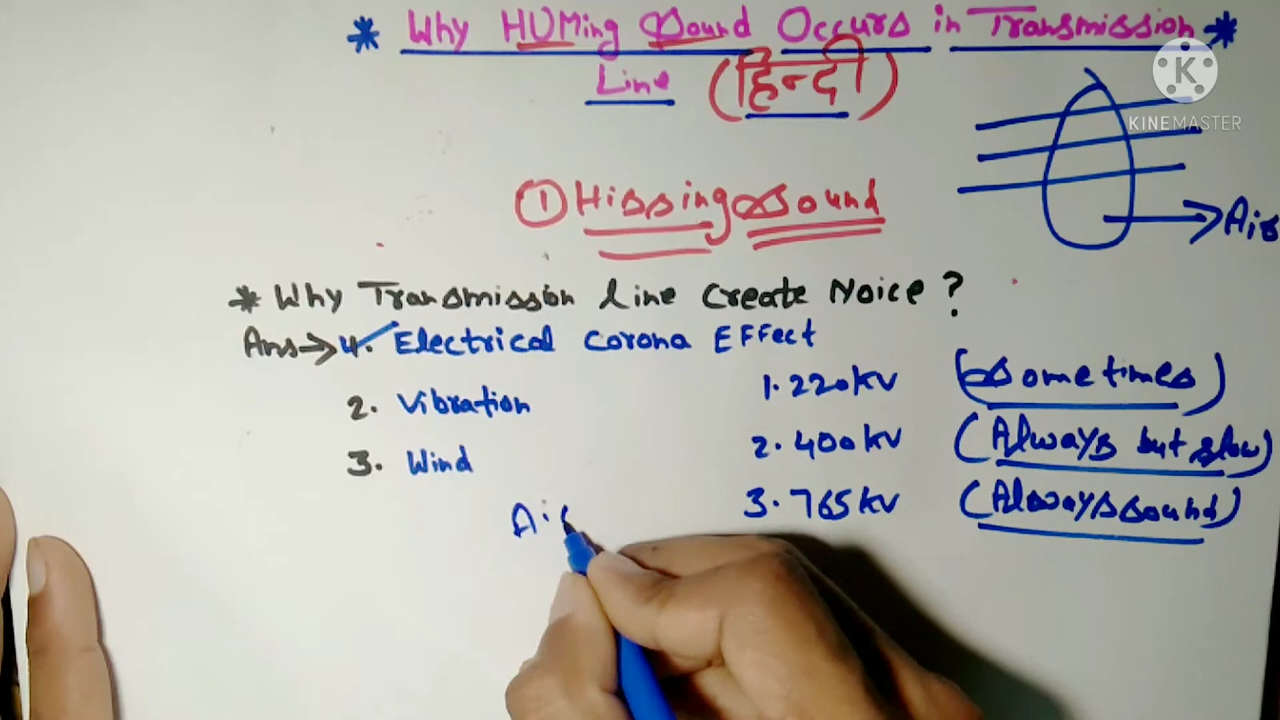 * Why HUMing Sound Occurs in Transmission *
Line (हिन्दी)
K
KINEMASTER
① Hissing Sound
→ Air
* Why Transmission Line Create Noice ?
Ans → 1. Electrical Corona Effect
2. Vibration
3. Wind
1. 220KV (Sometimes)
2. 400KV (Always but slow)
3. 765KV (Always sound)
Ai